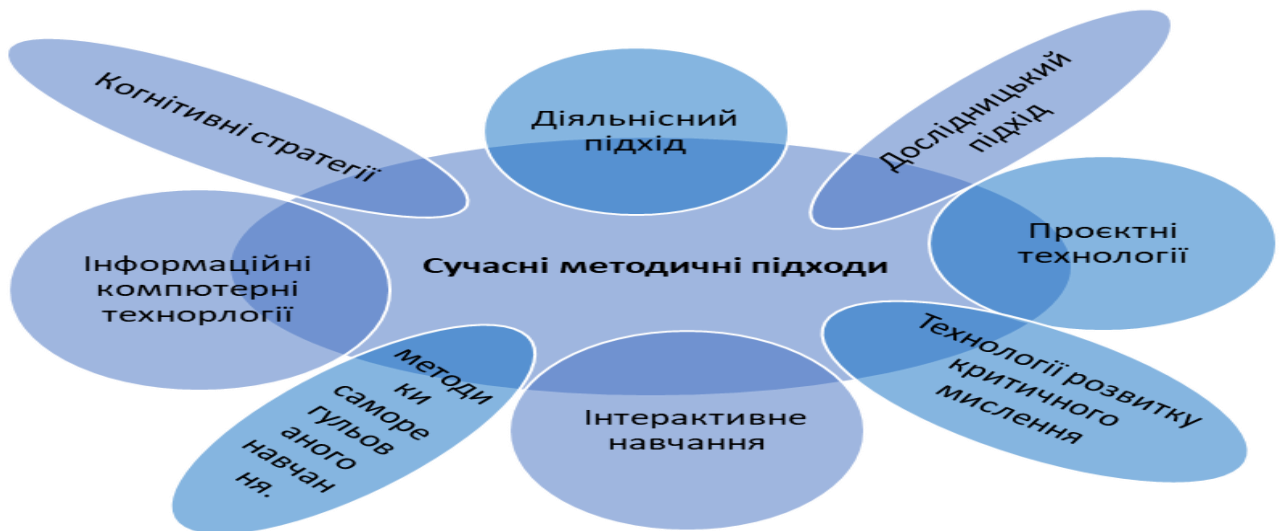 Когнітивні стратегії
Діяльнісний
підхід
Дослідницький
підхід
Інформаційні
компютерні
технорлогії
Сучасні методичні підходи
Проєктні
технології
методи
ки
саморе
гульов
аного
навчан
ня.
Інтерактивне
навчання
Технології розвитку
критичного
мислення